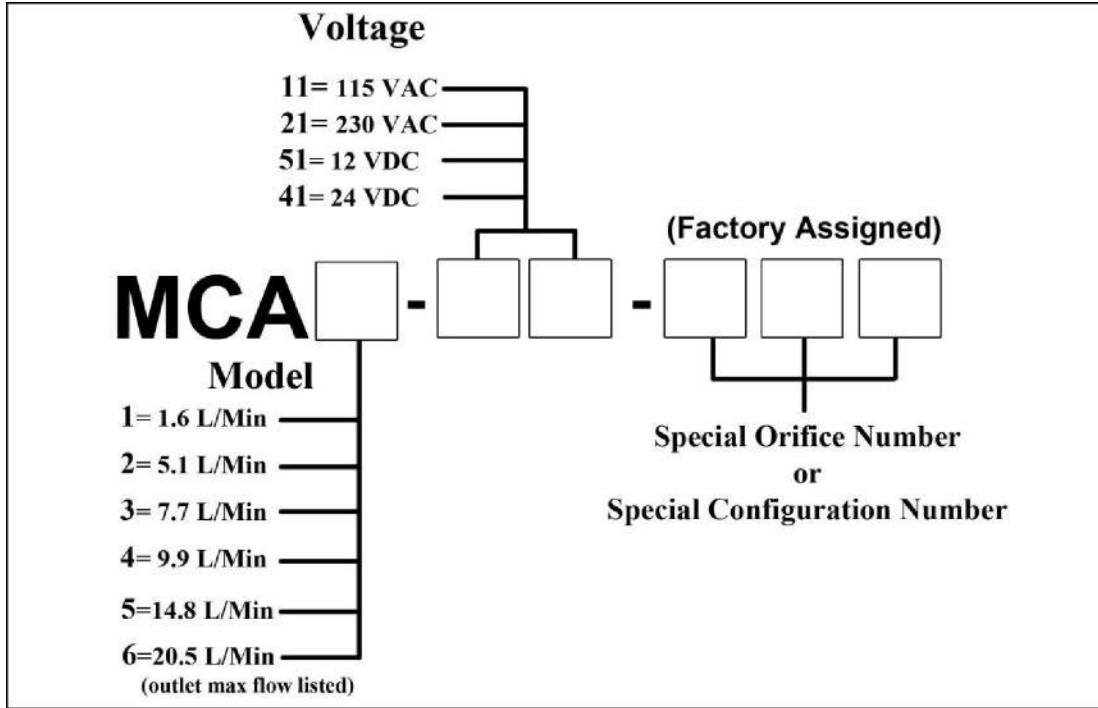 Voltage
11= 115 VAC
21= 230 VAC
51= 12 VDC
41= 24 VDC
(Factory Assigned)
MCA - -
Model
1= 1.6 L/Min
2= 5.1 L/Min
3= 7.7 L/Min
4= 9.9 L/Min
5=14.8 L/Min
6=20.5 L/Min
(outlet max flow listed)
Special Orifice Number
or
Special Configuration Number